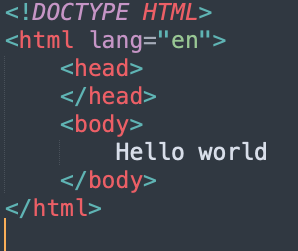 <!DOCTYPE HTML>
<html lang="en">
    <head>
    </head>
    <body>
        Hello world
    </body>
</html>